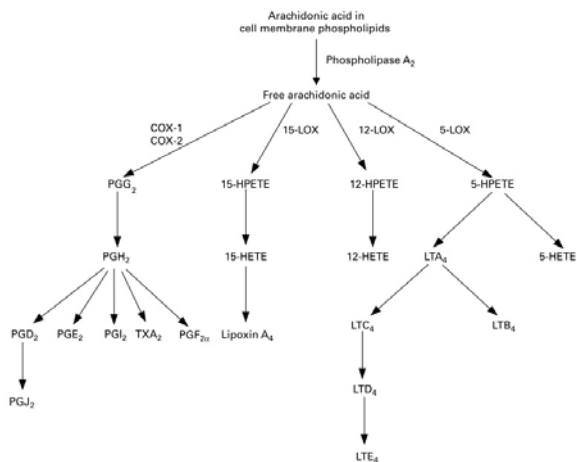 Arachidonic acid in
cell membrane phospholipids
Phospholipase A₂
Free arachidonic acid
COX-1
COX-2
15-LOX
12-LOX
5-LOX
PGG₂
15-HPETE
12-HPETE
5-HPETE
PGH₂
15-HETE
12-HETE
LTA₄
5-HETE
PGD₂
PGE₂
PGI₂
TXA₂
PGF₂α
Lipoxin A₄
LTC₄
LTB₄
PGJ₂
LTD₄
LTE₄